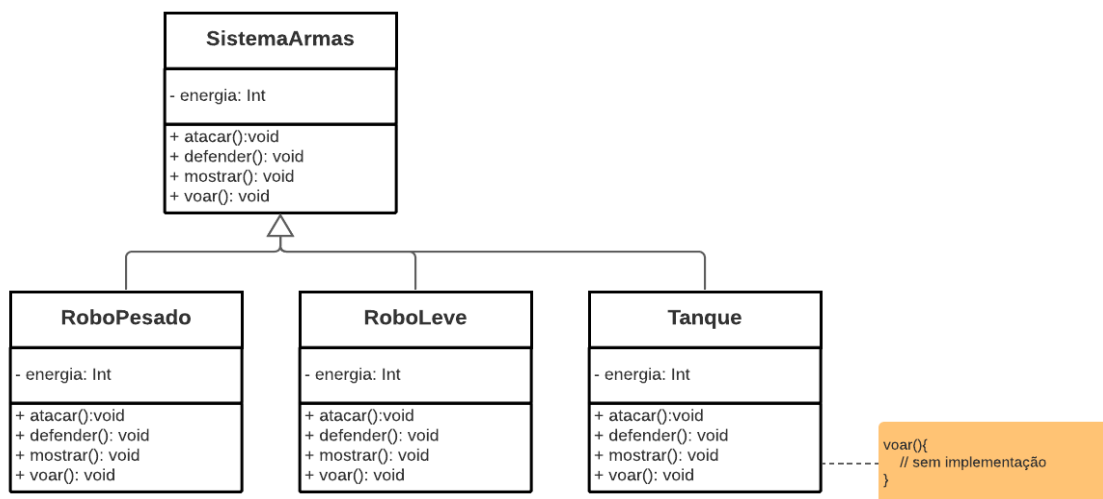 SistemaArmas
- energia: Int
+ atacar():void
+ defender(): void
+ mostrar(): void
+ voar(): void
RoboPesado
- energia: Int
+ atacar():void
+ defender(): void
+ mostrar(): void
+ voar(): void
RoboLeve
- energia: Int
+ atacar():void
+ defender(): void
+ mostrar(): void
+ voar(): void
Tanque
- energia: Int
+ atacar():void
+ defender(): void
+ mostrar(): void
+ voar(): void
voar(){
// sem implementação
}